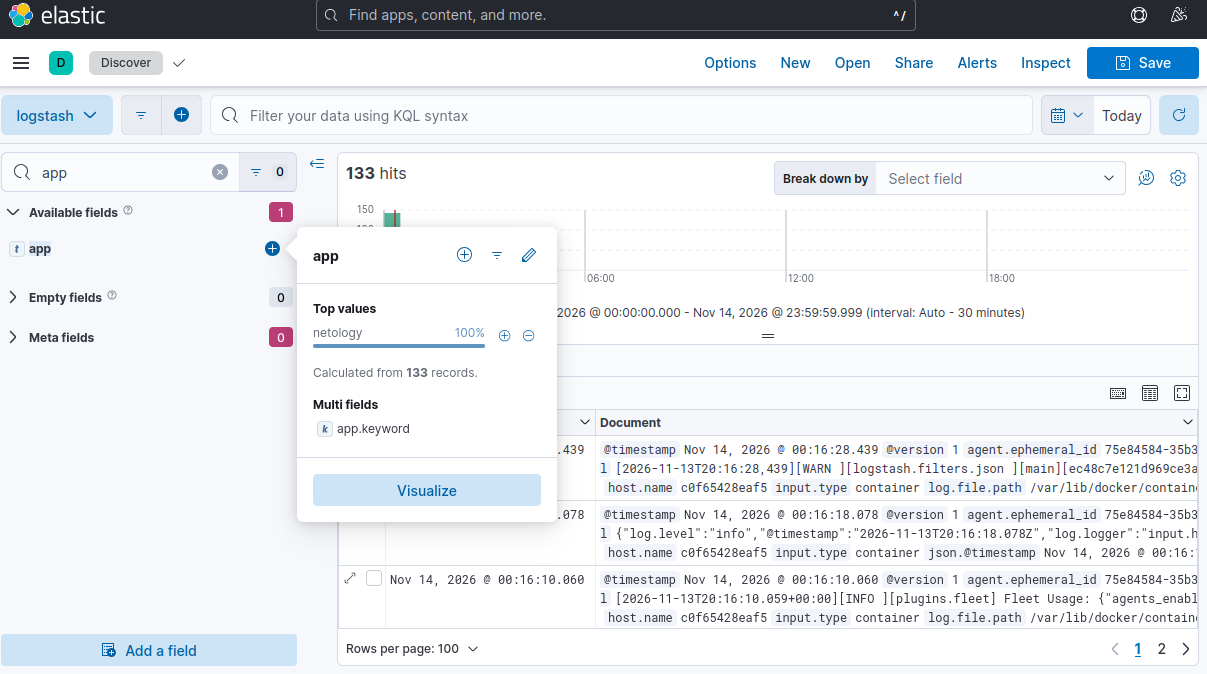 elastic
Find apps, content, and more.
^/
D
Discover
Options
New
Open
Share
Alerts
Inspect
Save
logstash
Filter your data using KQL syntax
Today
app
0
Available fields
1
t app
Empty fields
0
Meta fields
0
Add a field
133 hits
Break down by
Select field
150
06:00
12:00
18:00
2026 @ 00:00:00.000 - Nov 14, 2026 @ 23:59:59.999 (interval: Auto - 30 minutes)
app
Top values
netology 100%
Calculated from 133 records.
Multi fields
k app.keyword
Visualize
Document
.439
@timestamp Nov 14, 2026 @ 00:16:28.439 @version 1 agent.ephemeral_id 75e84584-35b3
l [2026-11-13T20:16:28,439][WARN ][logstash.filters.json ][main][ec48c7e121d969ce3a
host.name c0f65428eaf5 input.type container log.file.path /var/lib/docker/contain
.078
@timestamp Nov 14, 2026 @ 00:16:18.078 @version 1 agent.ephemeral_id 75e84584-35b3
l {"log.level":"info","@timestamp":"2026-11-13T20:16:18.078Z","log.logger":"input.h
host.name c0f65428eaf5 input.type container json.@timestamp Nov 14, 2026 @ 00:16:
Nov 14, 2026 @ 00:16:10.060
@timestamp Nov 14, 2026 @ 00:16:10.060 @version 1 agent.ephemeral_id 75e84584-35b3
l [2026-11-13T20:16:10.059+00:00][INFO ][plugins.fleet] Fleet Usage: {"agents_enabl
host.name c0f65428eaf5 input.type container log.file.path /var/lib/docker/contain
Rows per page: 100
1 2